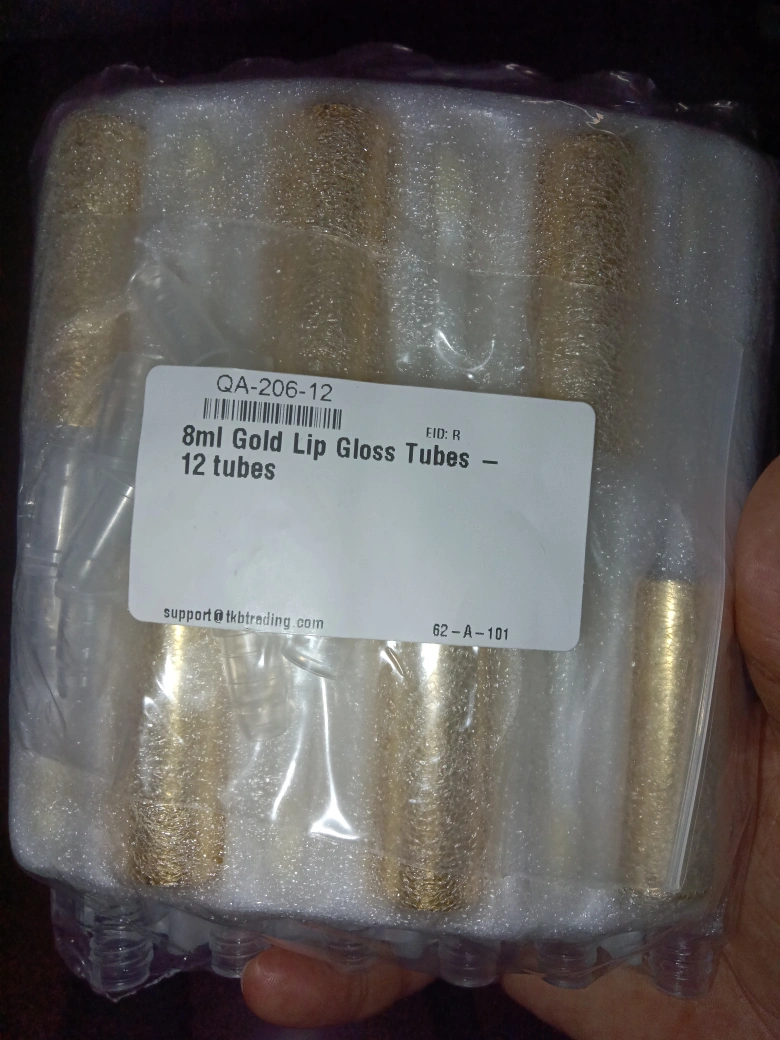 QA-206-12
EID: R
8ml Gold Lip Gloss Tubes –
12 tubes
support@tkbtrading.com
62-A-101